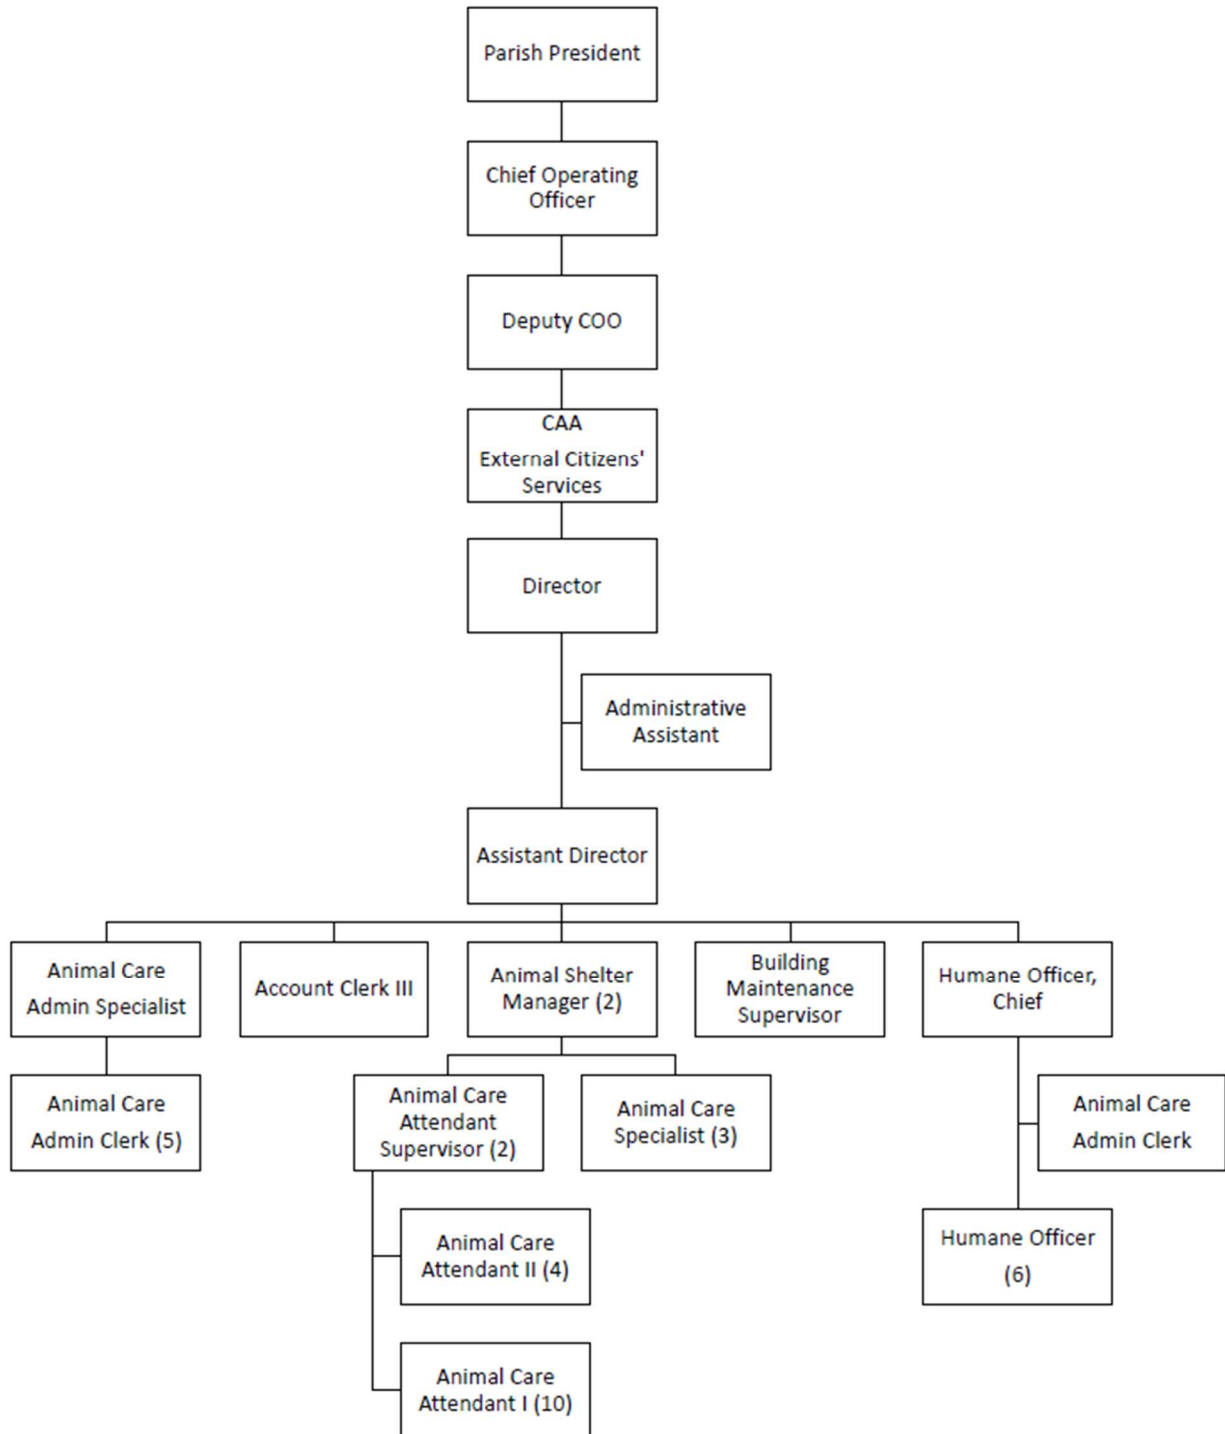 Parish President
Chief Operating
Officer
Deputy COO
CAA
External Citizens'
Services
Director
Administrative
Assistant
Assistant Director
Animal Care
Admin Specialist
Account Clerk III
Animal Shelter
Manager (2)
Building
Maintenance
Supervisor
Humane Officer,
Chief
Animal Care
Admin Clerk (5)
Animal Care
Attendant
Supervisor (2)
Animal Care
Specialist (3)
Animal Care
Admin Clerk
Animal Care
Attendant II (4)
Humane Officer
(6)
Animal Care
Attendant I (10)